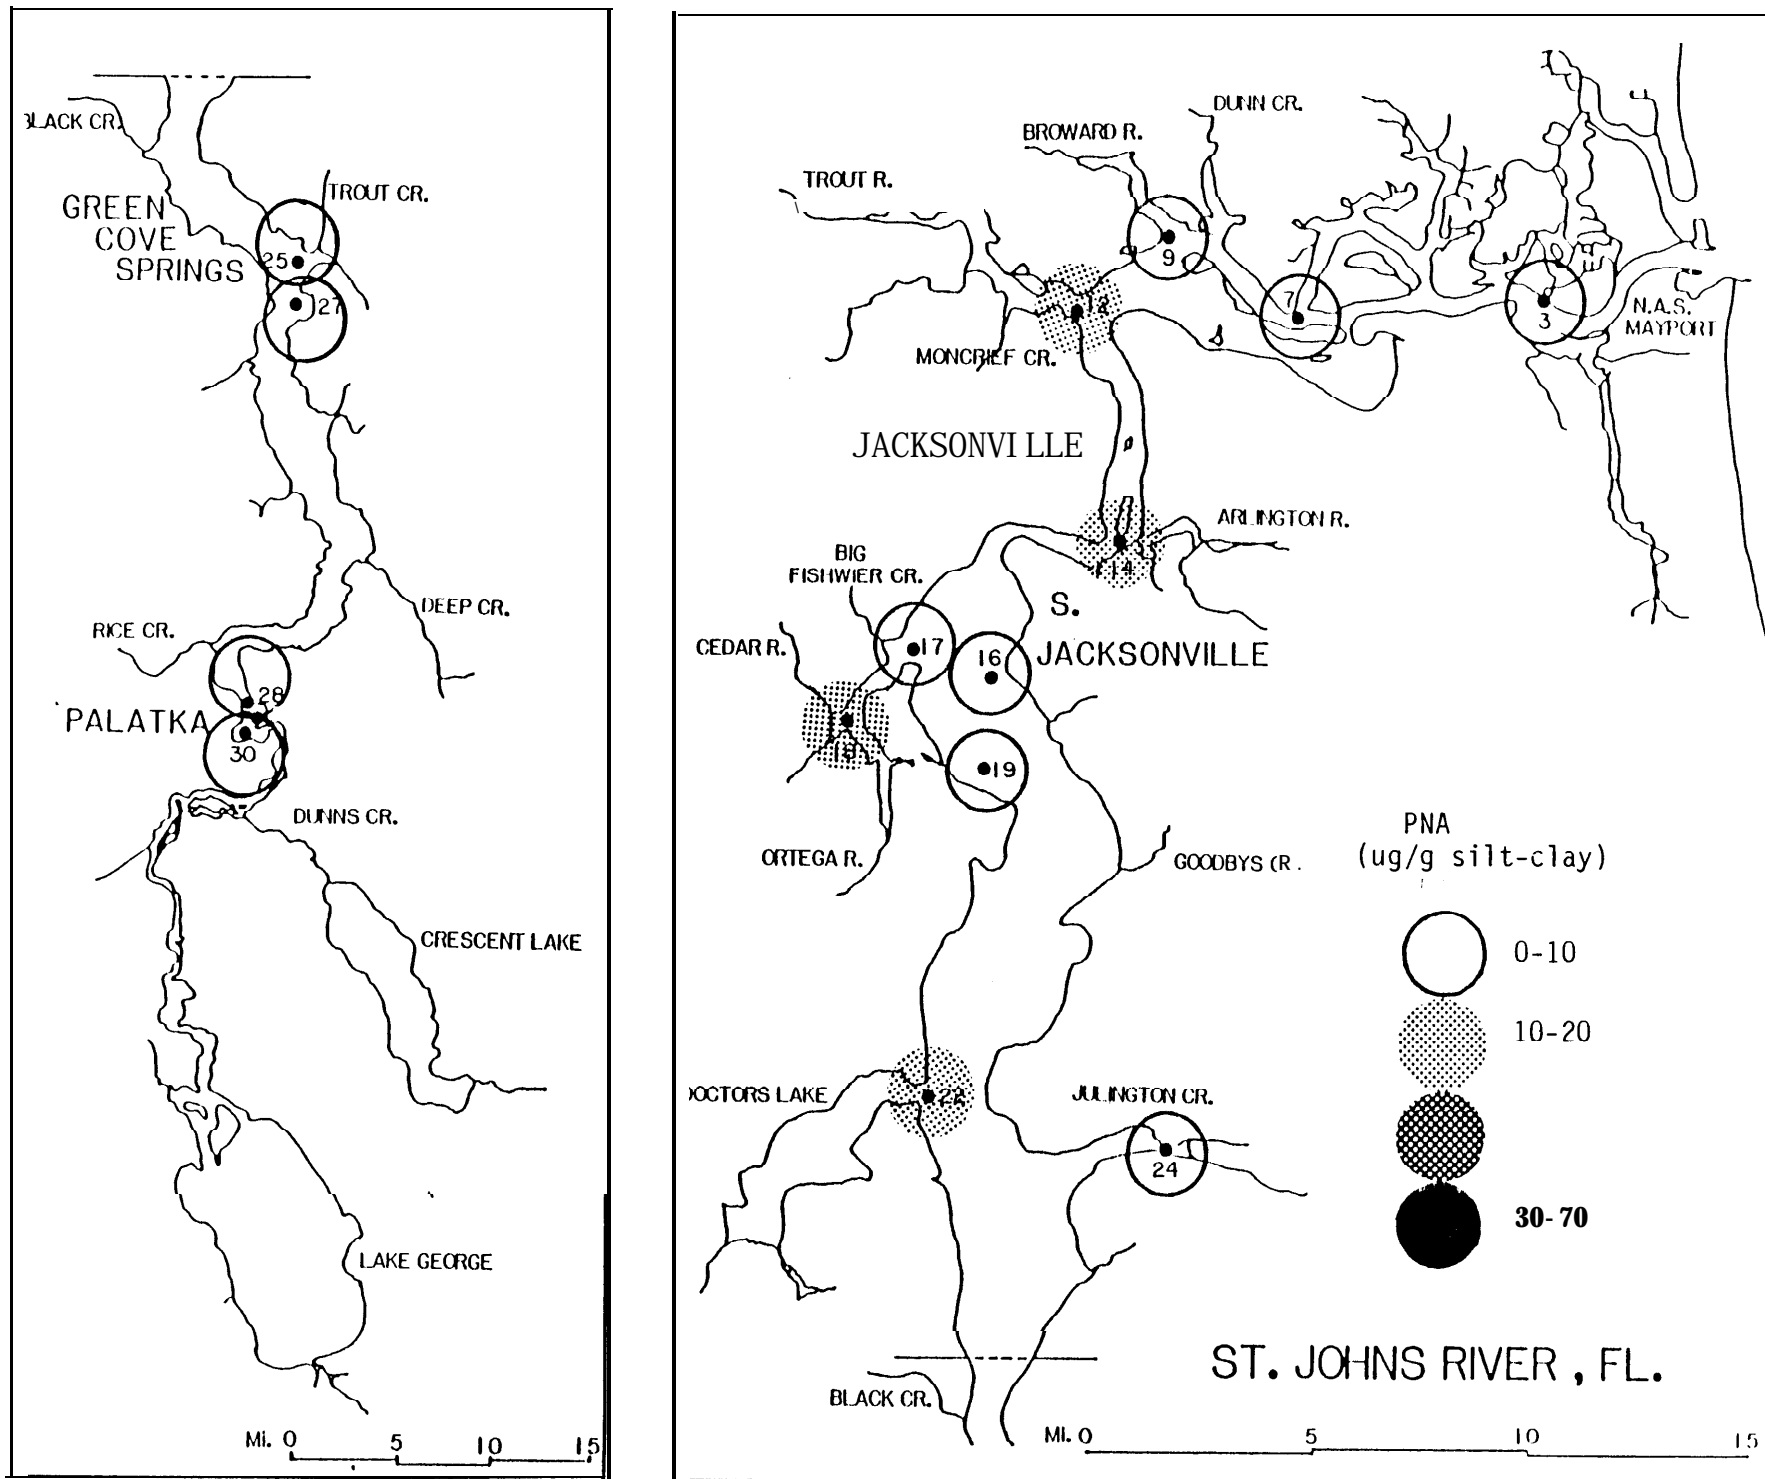 BLACK CR.
TROUT CR.
GREEN
COVE
SPRINGS
25
27
DEEP CR.
RICE CR.
28
PALATKA
30
DUNNS CR.
CRESCENT LAKE
LAKE GEORGE
MI. 0 5 10 15
DUNN CR.
BROWARD R.
TROUT R.
9
7
3
N.A.S.
MAYPORT
MONCRIEF CR.
JACKSONVILLE
ARLINGTON R.
BIG
FISHWIER CR.
14
S.
JACKSONVILLE
CEDAR R.
17
16
19
ORTEGA R.
GOODBYS CR.
PNA
(ug/g silt-clay)
0-10
10-20
30-70
DOCTORS LAKE
22
JULINGTON CR.
24
ST. JOHNS RIVER, FL.
BLACK CR.
MI. 0 5 10 15